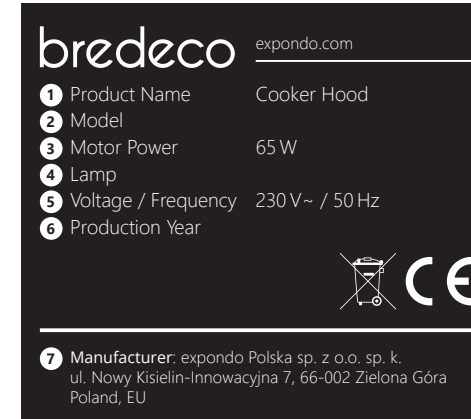 bredeco expondo.com
1 Product Name Cooker Hood
2 Model
3 Motor Power 65 W
4 Lamp
5 Voltage / Frequency 230 V~ / 50 Hz
6 Production Year
CE
7 Manufacturer: expondo Polska sp. z o.o. sp. k.
ul. Nowy Kisielin-Innowacyjna 7, 66-002 Zielona Góra
Poland, EU